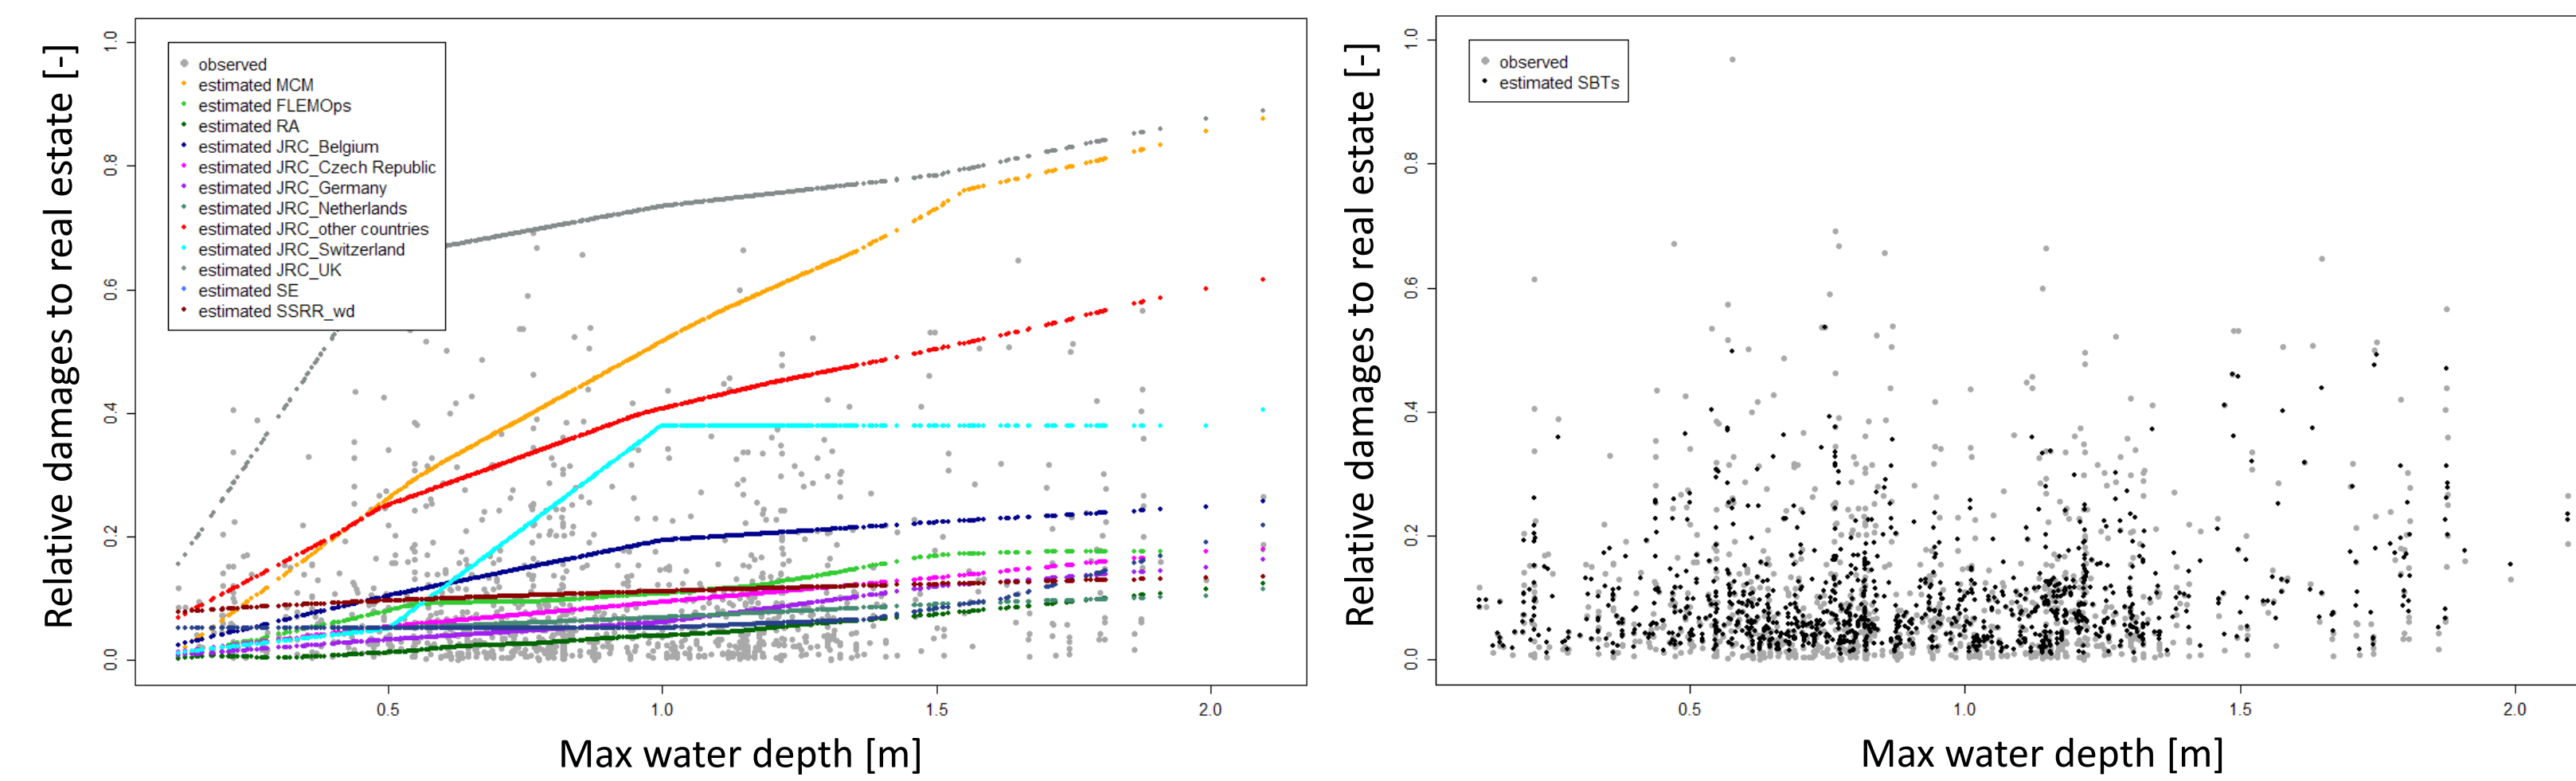 Relative damages to real estate [-]
1.0
0.8
0.6
0.4
0.2
0.0
observed
estimated MCM
estimated FLEMOps
estimated RA
estimated JRC_Belgium
estimated JRC_Czech Republic
estimated JRC_Germany
estimated JRC_Netherlands
estimated JRC_other countries
estimated JRC_Switzerland
estimated JRC_UK
estimated SE
estimated SSRR_wd
0.5 1.0 1.5 2.0
Max water depth [m]
Relative damages to real estate [-]
1.0
0.8
0.6
0.4
0.2
0.0
observed
estimated SBTs
0.5 1.0 1.5 2.0
Max water depth [m]